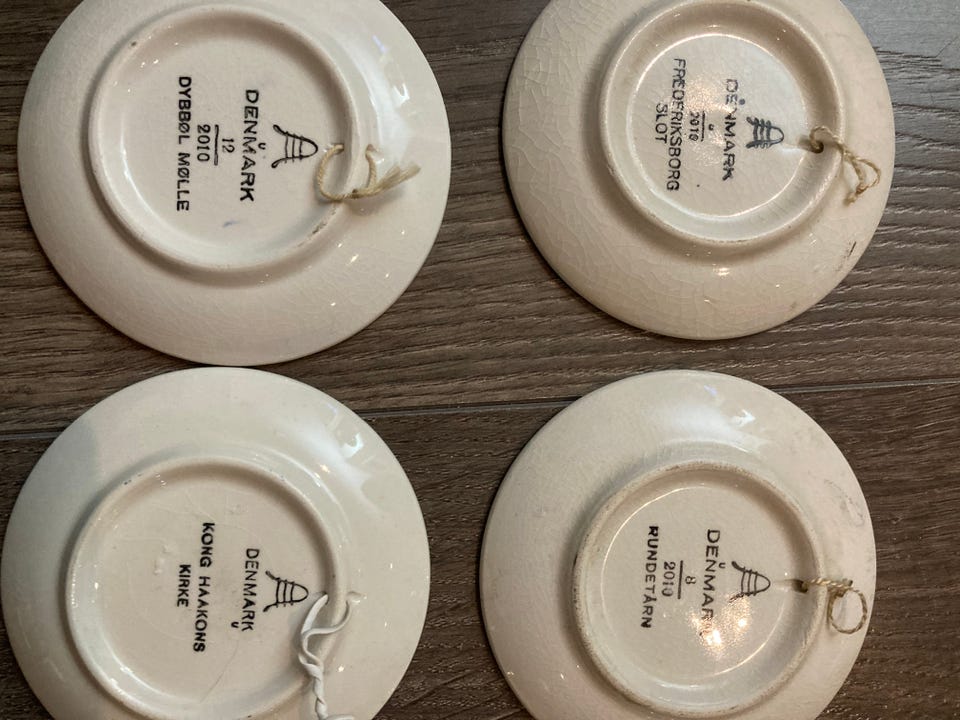 DENMARK
12
2010
DYBBØL MØLLE
DENMARK
2010
FREDERIKSBORG
SLOT
DENMARK
KONG HAAKONS
KIRKE
DENMARK
8
2010
RUNDETÅRN